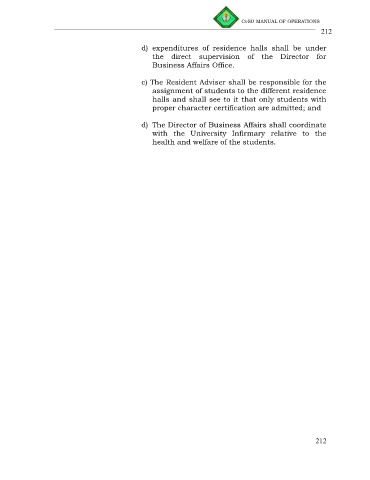 CvSU MANUAL OF OPERATIONS
212
d) expenditures of residence halls shall be under
the direct supervision of the Director for
Business Affairs Office.
c) The Resident Adviser shall be responsible for the
assignment of students to the different residence
halls and shall see to it that only students with
proper character certification are admitted; and
d) The Director of Business Affairs shall coordinate
with the University Infirmary relative to the
health and welfare of the students.
212